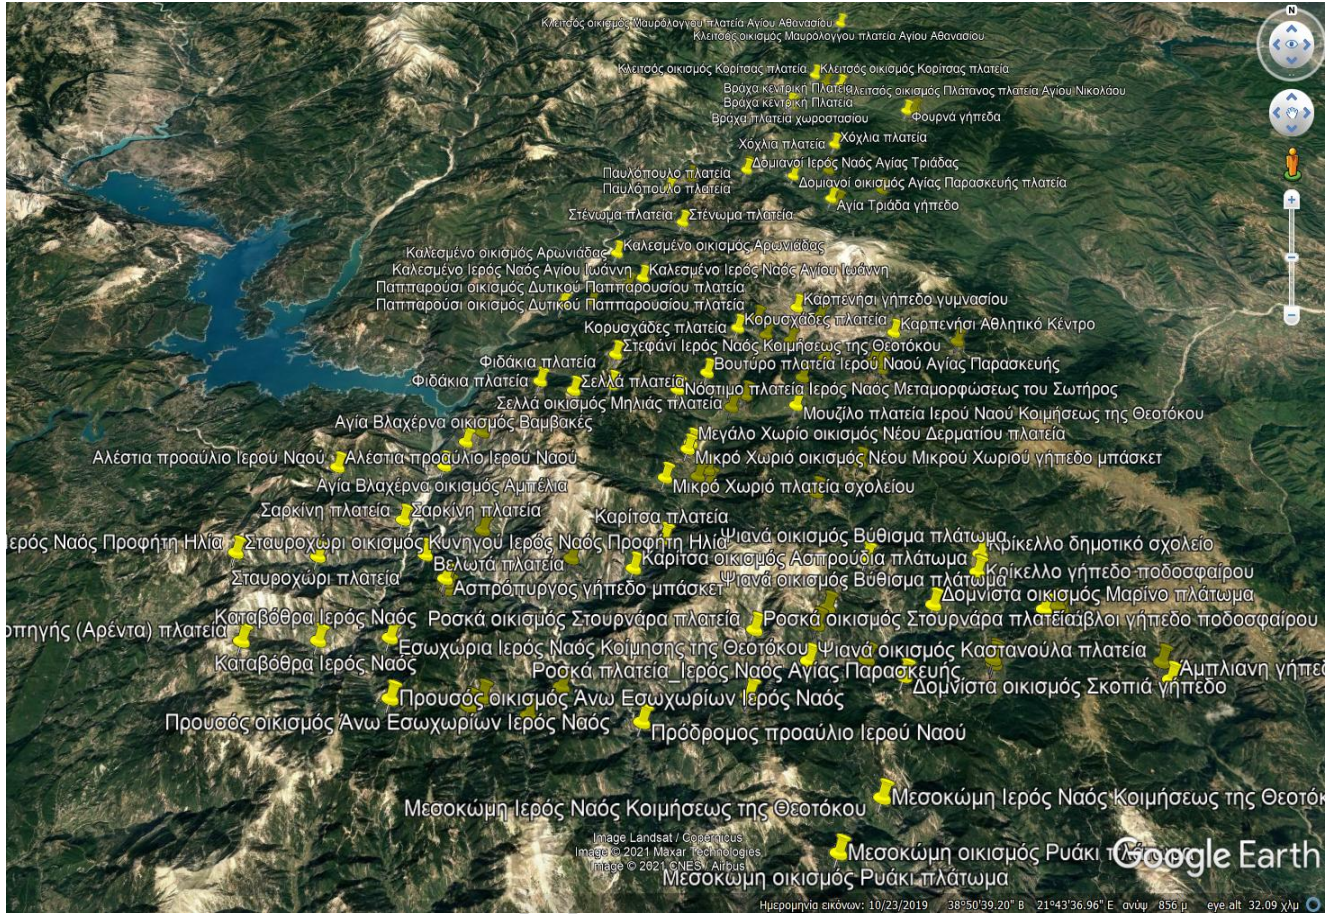 Κλειτσός οικισμός Μαυρόλογγου πλατεία Αγίου Αθανασίου
Κλειτσός οικισμός Μαυρόλογγου πλατεία Αγίου Αθανασίου
N
Κλειτσός οικισμός Κορίτσας πλατεία
Κλειτσός οικισμός Κορίτσας πλατεία
Βράχα κεντρική Πλατεία
Κλειτσός οικισμός Πλάτανος πλατεία Αγίου Νικολάου
Βράχα κεντρική Πλατεία
Βράχα πλατεία χωροστασίου
Φουρνά γήπεδα
Χόχλια πλατεία
Χόχλια πλατεία
Δομιανοί Ιερός Ναός Αγίας Τριάδας
Παυλόπουλο πλατεία
Παυλόπουλο πλατεία
Δομιανοί οικισμός Αγίας Παρασκευής πλατεία
Αγία Τριάδα γήπεδο
Στένωμα πλατεία
Στένωμα πλατεία
Καλεσμένο οικισμός Αρωνιάδας
Καλεσμένο οικισμός Αρωνιάδας
Καλεσμένο Ιερός Ναός Αγίου Ιωάννη
Καλεσμένο Ιερός Ναός Αγίου Ιωάννη
Παππαρούσι οικισμός Δυτικού Παππαρουσίου πλατεία
Παππαρούσι οικισμός Δυτικού Παππαρουσίου πλατεία
Καρπενήσι γήπεδο γυμνασίου
Κορυσχάδες πλατεία
Κορυσχάδες πλατεία
Καρπενήσι Αθλητικό Κέντρο
Στεφάνι Ιερός Ναός Κοιμήσεως της Θεοτόκου
Φιδάκια πλατεία
Βουτύρο πλατεία Ιερού Ναού Αγίας Παρασκευής
Φιδάκια πλατεία
Σελλά πλατεία
Νόστιμο πλατεία Ιερός Ναός Μεταμορφώσεως του Σωτήρος
Σελλά οικισμός Μηλιάς πλατεία
Μουζίλο πλατεία Ιερού Ναού Κοιμήσεως της Θεοτόκου
Αγία Βλαχέρνα οικισμός Βαμβακές
Μεγάλο Χωρίο οικισμός Νέου Δερματίου πλατεία
Αλέστια προαύλιο Ιερού Ναού
Αλέστια προαύλιο Ιερού Ναού
Μικρό Χωριό οικισμός Νέου Μικρού Χωριού γήπεδο μπάσκετ
Αγία Βλαχέρνα οικισμός Αμπέλια
Μικρό Χωριό πλατεία σχολείου
Σαρκίνη πλατεία
Σαρκίνη πλατεία
Καρίτσα πλατεία
Ιερός Ναός Προφήτη Ηλία
Σταυροχώρι οικισμός Κυνηγού Ιερός Ναός Προφήτη Ηλία
Ψιανά οικισμός Βύθισμα πλάτωμα
Κρίκελλο δημοτικό σχολείο
Βελωτά πλατεία
Καρίτσα οικισμός Ασπρούδια πλάτωμα
Σταυροχώρι πλατεία
Ψιανά οικισμός Βύθισμα πλάτωμα
Κρίκελλο γήπεδο ποδοσφαίρου
Ασπρόπυργος γήπεδο μπάσκετ
Δομνίστα οικισμός Μαρίνο πλάτωμα
Καταβόθρα Ιερός Ναός
Ροσκά οικισμός Στουρνάρα πλατεία
Ροσκά οικισμός Στουρνάρα πλατεία
γήπεδο ποδοσφαίρου
(Αρέντα) πλατεία
Εσωχώρια Ιερός Ναός Κοίμησης της Θεοτόκου
Ψιανά οικισμός Καστανούλα πλατεία
Καταβόθρα Ιερός Ναός
Ροσκά πλατεία_Ιερός Ναός Αγίας Παρασκευής
Άμπλιανη
Δομνίστα οικισμός Σκοπιά γήπεδο
Προυσός οικισμός Άνω Εσωχωρίων Ιερός Ναός
Προυσός οικισμός Άνω Εσωχωρίων Ιερός Ναός
Πρόδρομος προαύλιο Ιερού Ναού
Μεσοκώμη Ιερός Ναός Κοιμήσεως της Θεοτόκου
Μεσοκώμη Ιερός Ναός Κοιμήσεως της
Image Landsat / Copernicus
Image © 2021 Maxar Technologies
Image © 2021 CNES / Airbus
Μεσοκώμη οικισμός Ρυάκι
Google Earth
Μεσοκώμη οικισμός Ρυάκι πλάτωμα
Ημερομηνία εικόνων: 10/23/2019 38°50'39.20" Β 21°43'36.96" Ε ανύψ 856 μ eye alt 32.09 χλμ